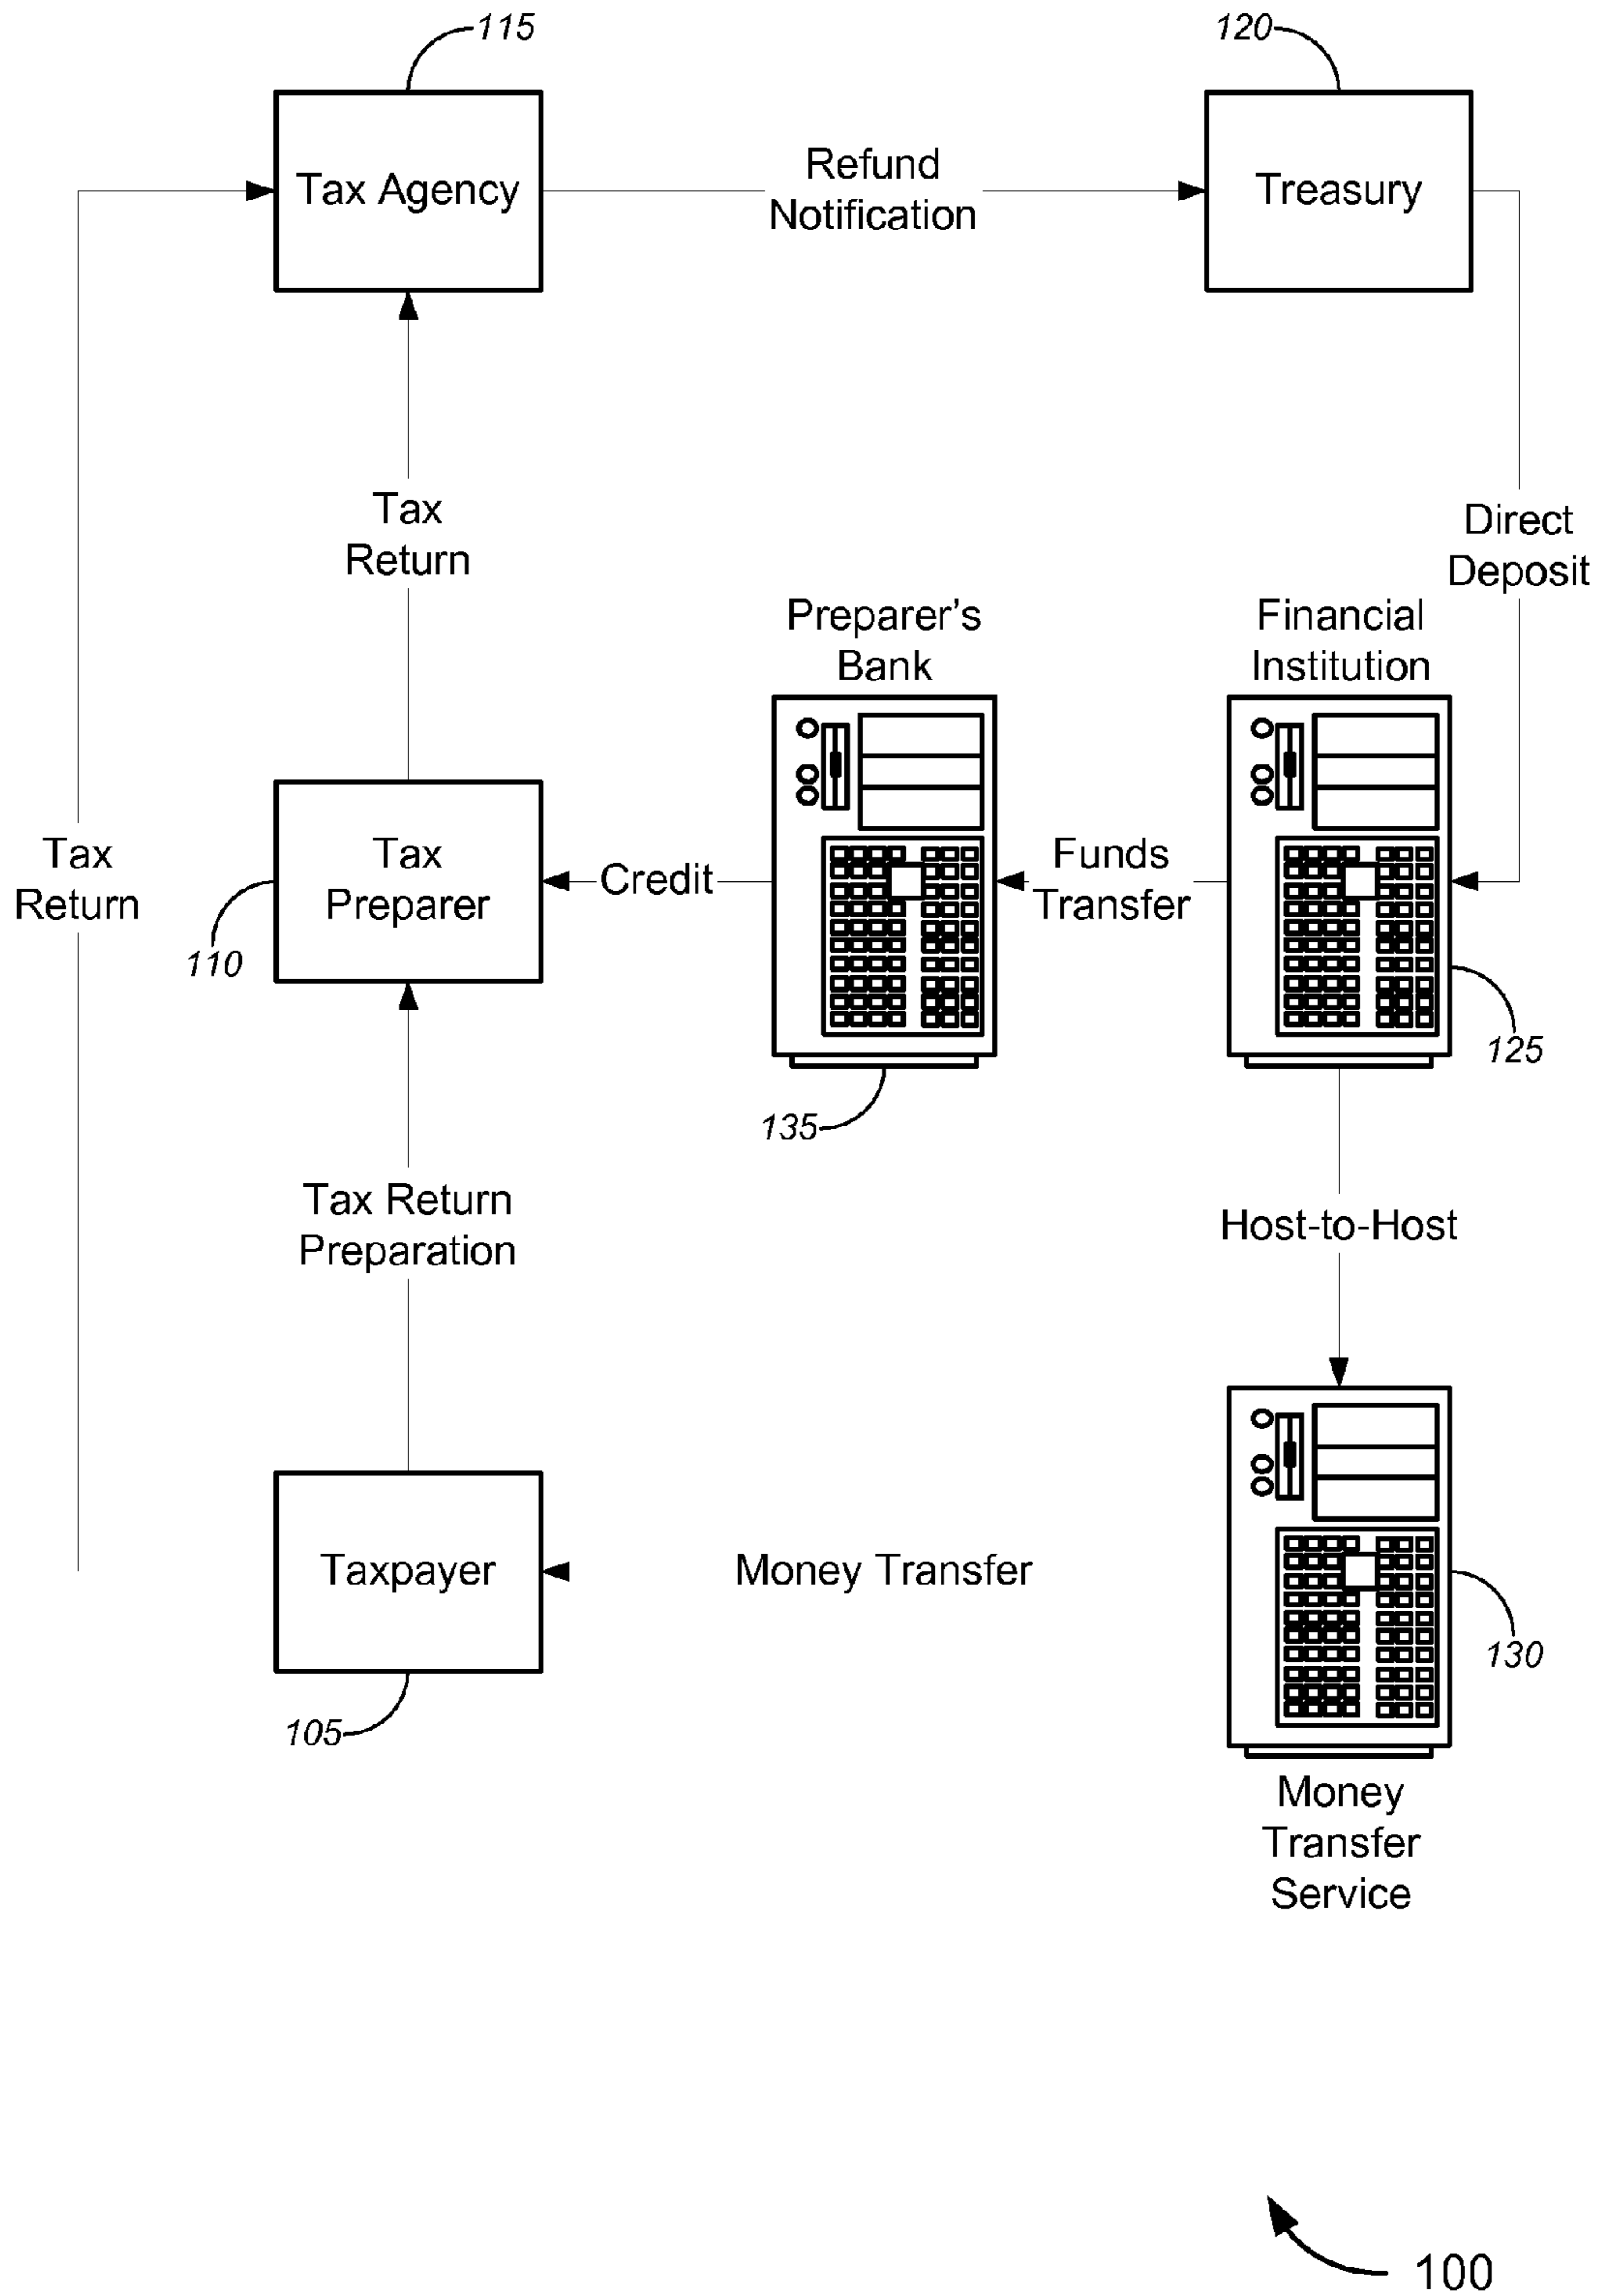 115
120
Tax Agency
Refund
Notification
Treasury
Tax
Return
Direct
Deposit
Preparer's
Bank
Financial
Institution
Tax
Return
Tax
Preparer
Credit
Funds
Transfer
110
125
135
Tax Return
Preparation
Host-to-Host
Taxpayer
Money Transfer
130
105
Money
Transfer
Service
100